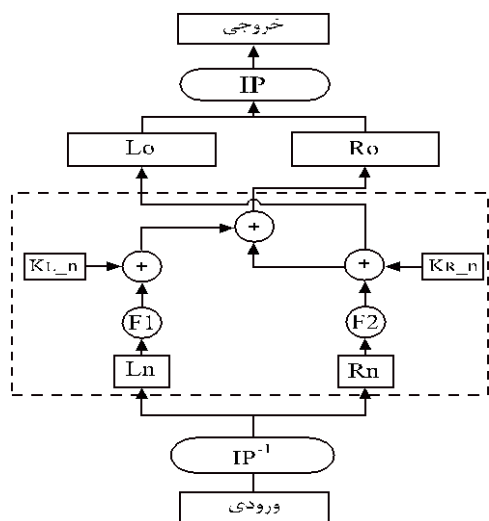 خروجی
IP
Lo
Ro
+
KL_n
+
+
KR_n
F1
F2
Ln
Rn
IP⁻¹
ورودی